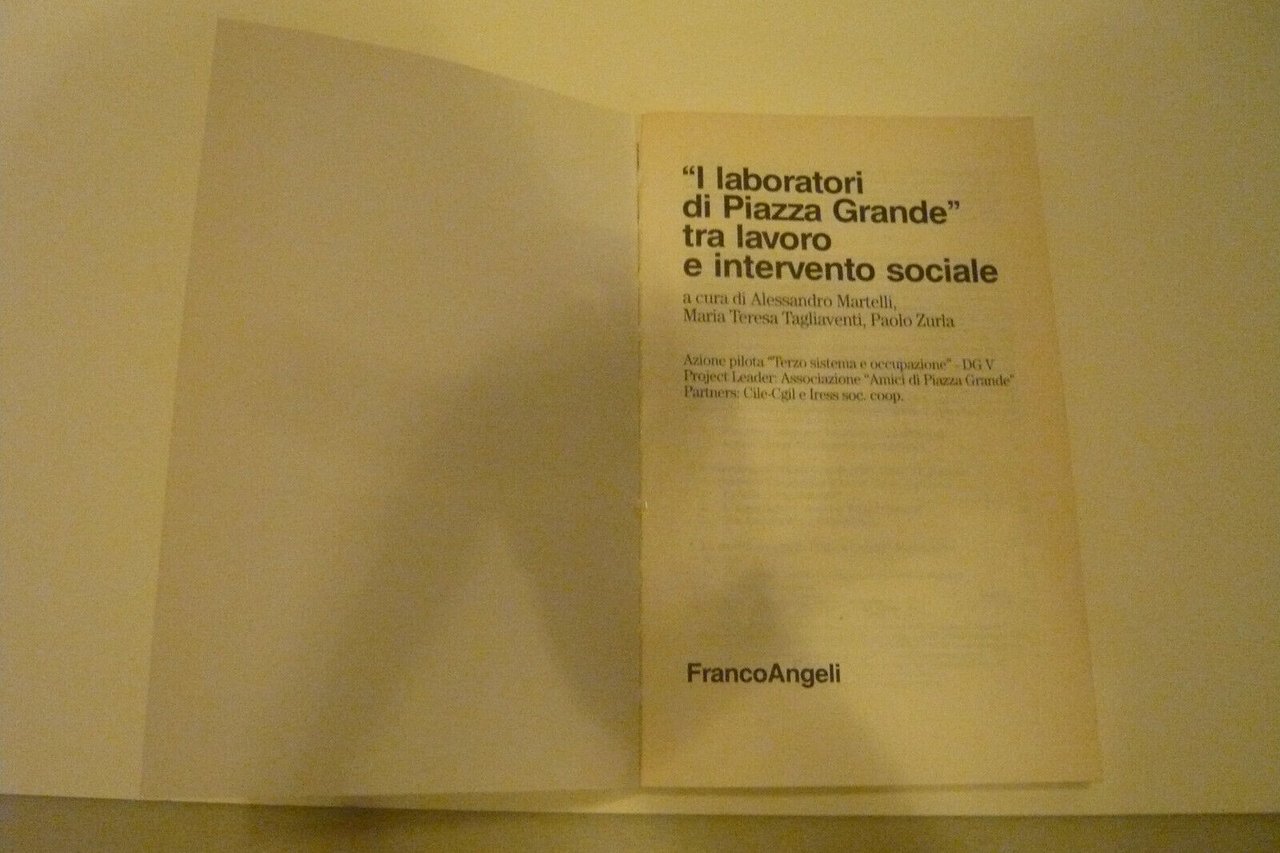 “I laboratori
di Piazza Grande”
tra lavoro
e intervento sociale
a cura di Alessandro Martelli,
Maria Teresa Tagliaventi, Paolo Zurla
Azione pilota "Terzo sistema e occupazione" - DG V
Project Leader: Associazione "Amici di Piazza Grande"
Partners: Cile-Cgil e Iress soc. coop.
FrancoAngeli